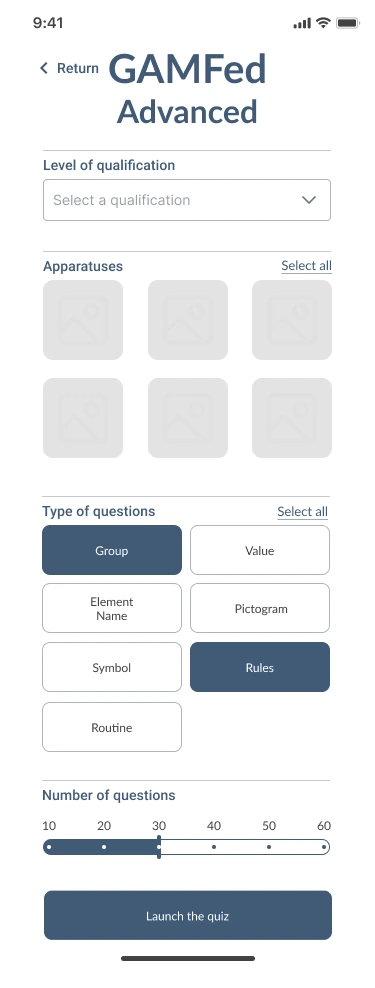 9:41
Return
GAMFed
Advanced
Level of qualification
Select a qualification
Apparatuses
Select all
Type of questions
Select all
Group
Value
Element
Name
Pictogram
Symbol
Rules
Routine
Number of questions
10 20 30 40 50 60
Launch the quiz